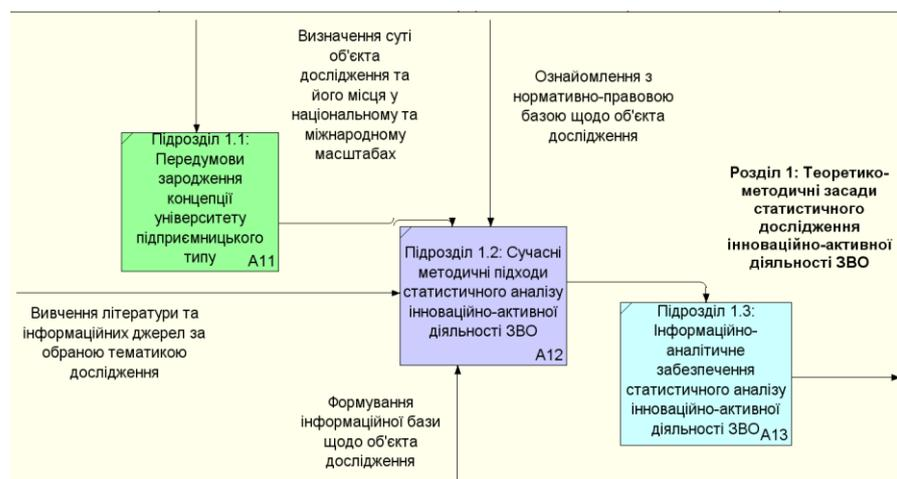 Визначення суті
об'єкта
дослідження та
його місця у
національному та
міжнародному
масштабах
Ознайомлення з
нормативно-правовою
базою щодо об'єкта
дослідження
Підрозділ 1.1:
Передумови
зародження
концепції
університету
підприємницького
типу
A11
Розділ 1: Теоретико-
методичні засади
статистичного
дослідження
інноваційно-активної
діяльності ЗВО
Підрозділ 1.2: Сучасні
методичні підходи
статистичного аналізу
інноваційно-активної
діяльності ЗВО
A12
Вивчення літератури та
інформаційних джерел за
обраною тематикою
дослідження
Підрозділ 1.3:
Інформаційно-
аналітичне
забезпечення
статистичного аналізу
інноваційно-активної
діяльності ЗВО
A13
Формування
інформаційної бази
щодо об'єкта
дослідження